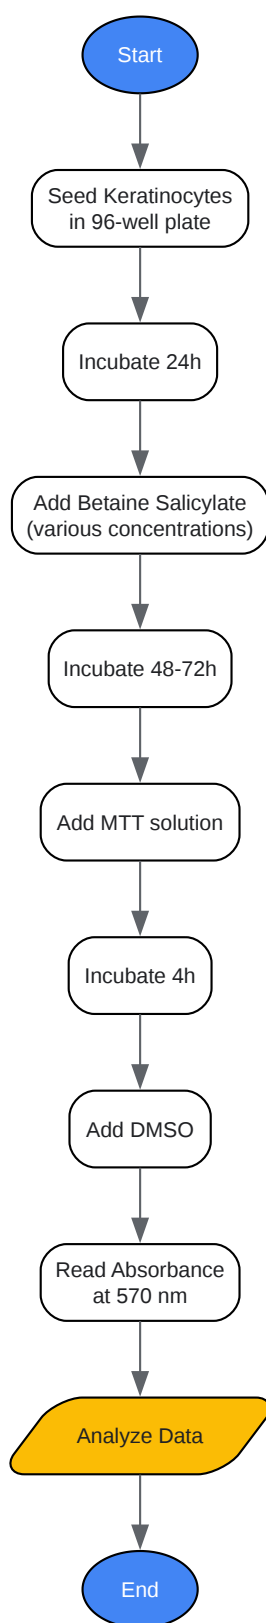 Start
Seed Keratinocytes
in 96-well plate
Incubate 24h
Add Betaine Salicylate
(various concentrations)
Incubate 48-72h
Add MTT solution
Incubate 4h
Add DMSO
Read Absorbance
at 570 nm
Analyze Data
End